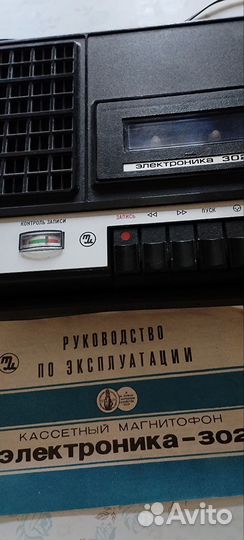 электроника 302
КОНТРОЛЬ ЗАПИСИ
ЗАПИСЬ
◄◄
►►
ПУСК
РУКОВОДСТВО
ПО ЭКСПЛУАТАЦИИ
КАССЕТНЫЙ МАГНИТОФОН
электроника-302
Avito